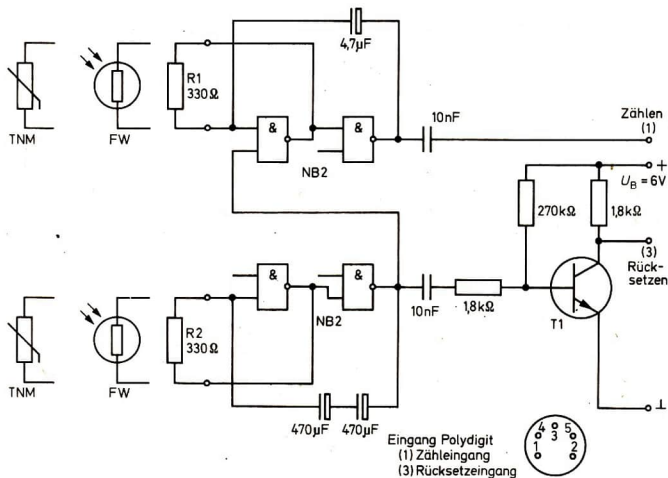 4,7µF
R1
330Ω
&
&
10nF
Zählen
(1)
TNM
FW
NB2
+
U_B = 6V
270kΩ
1,8kΩ
(3)
Rück-
setzen
&
&
NB2
10nF
1,8kΩ
T1
R2
330Ω
TNM
FW
⊥
470µF
470µF
Eingang Polydigit
(1) Zähleingang
(3) Rücksetzeingang
4 3 5
1 2